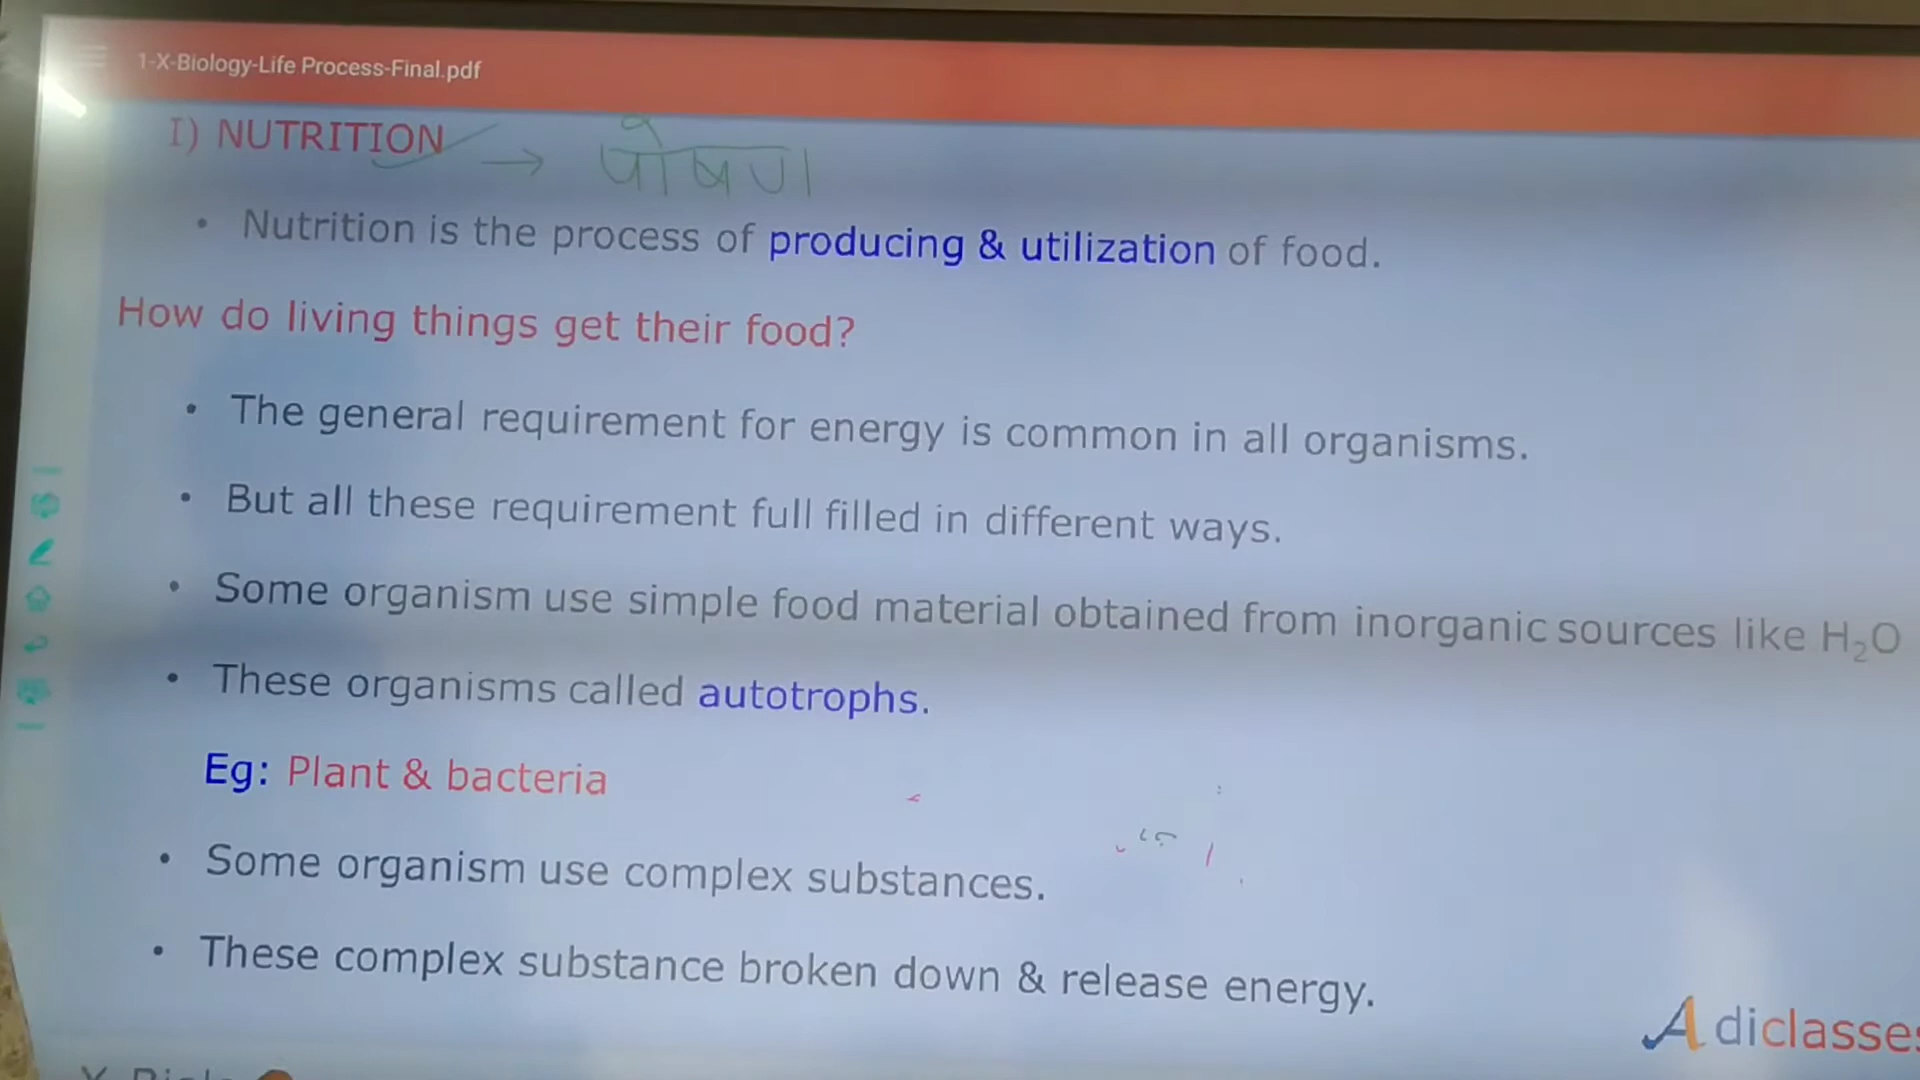 1-X-Biology-Life Process-Final.pdf
I) NUTRITION → पोषण
• Nutrition is the process of producing & utilization of food.
How do living things get their food?
• The general requirement for energy is common in all organisms.
• But all these requirement full filled in different ways.
• Some organism use simple food material obtained from inorganic sources like H₂O
• These organisms called autotrophs.
Eg: Plant & bacteria
• Some organism use complex substances.
• These complex substance broken down & release energy.
Adiclasses